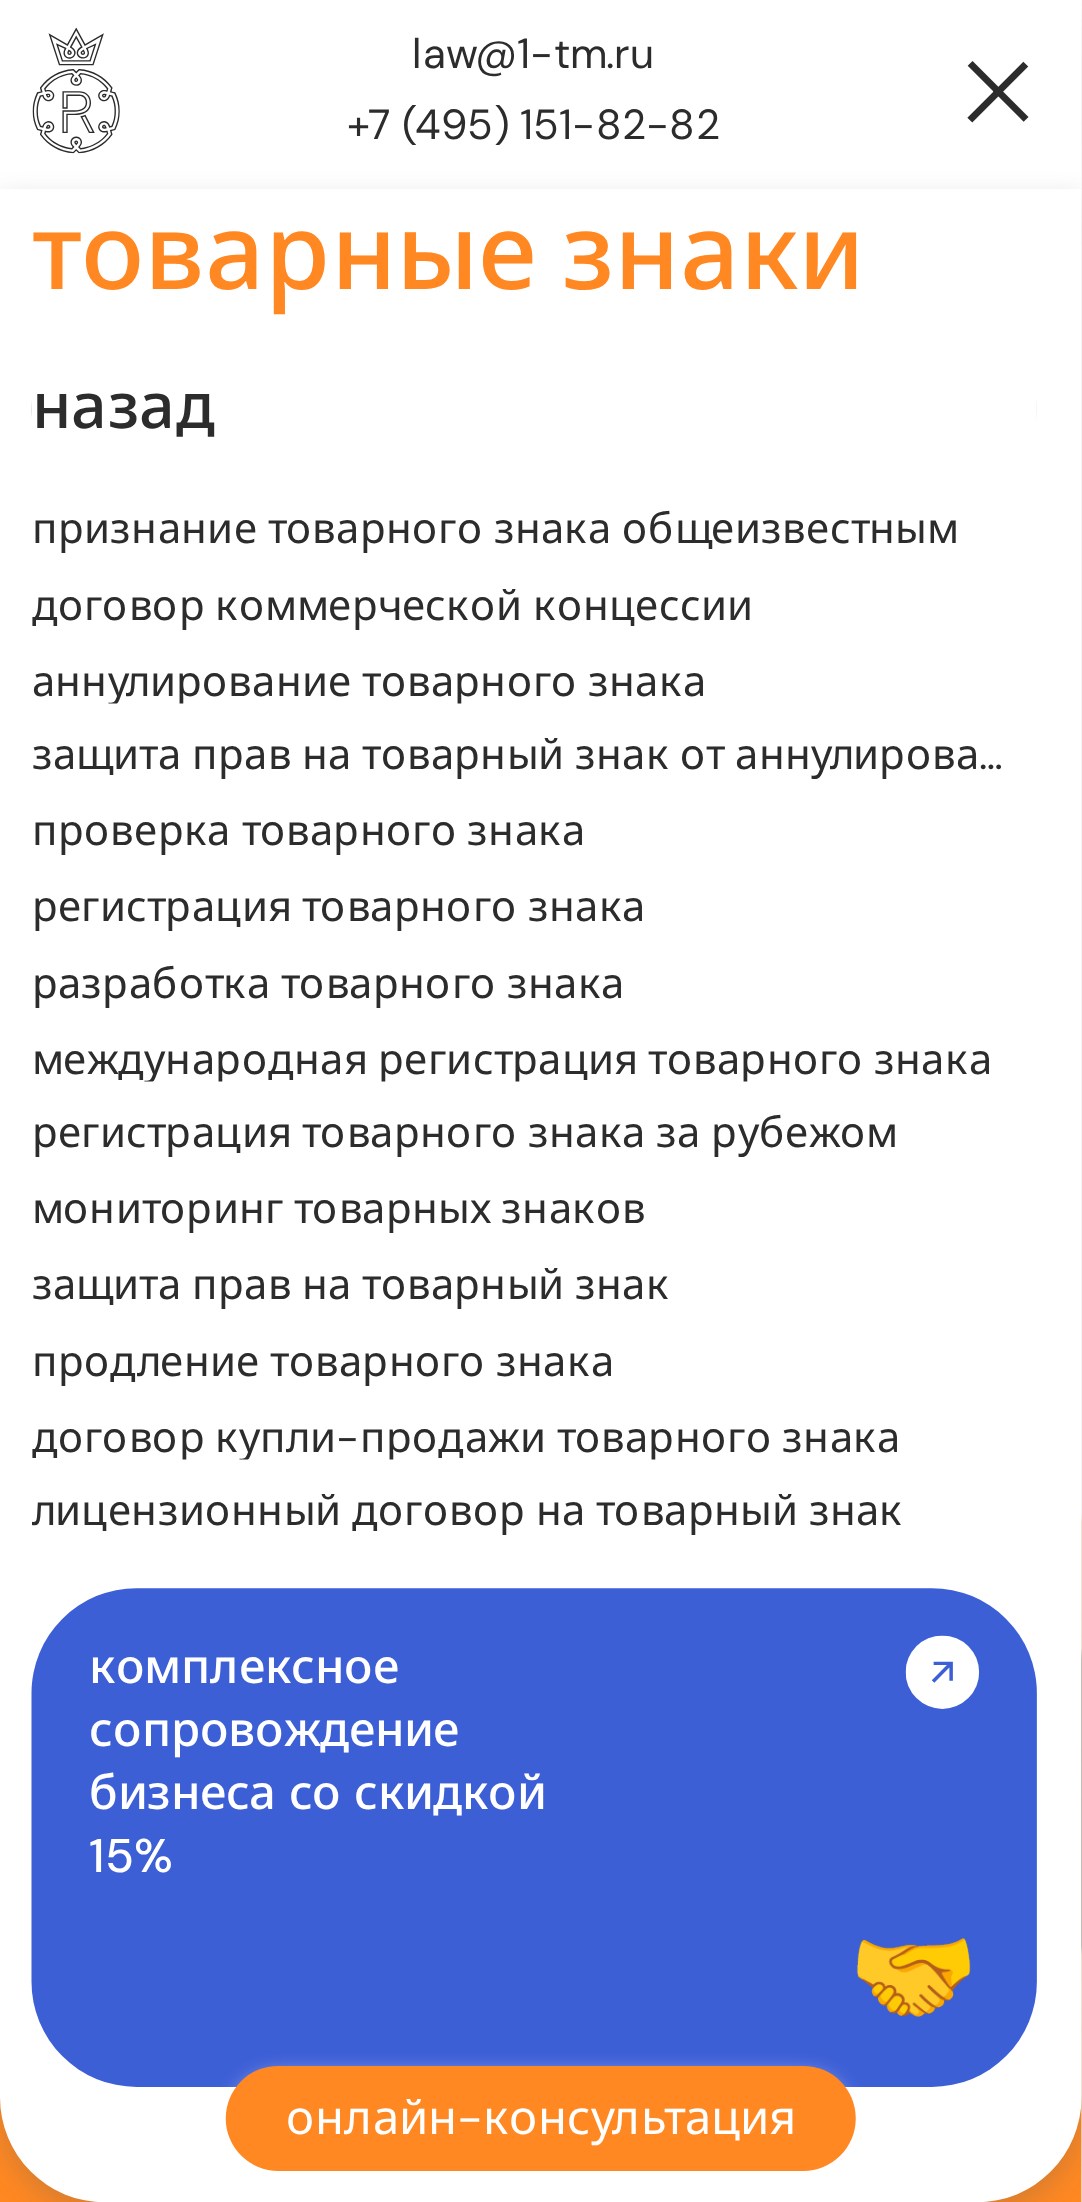 law@1-tm.ru
+7 (495) 151-82-82
R
товарные знаки
назад
признание товарного знака общеизвестным
договор коммерческой концессии
аннулирование товарного знака
защита прав на товарный знак от аннулирова...
проверка товарного знака
регистрация товарного знака
разработка товарного знака
международная регистрация товарного знака
регистрация товарного знака за рубежом
мониторинг товарных знаков
защита прав на товарный знак
продление товарного знака
договор купли-продажи товарного знака
лицензионный договор на товарный знак
комплексное
сопровождение
бизнеса со скидкой
15%
онлайн-консультация